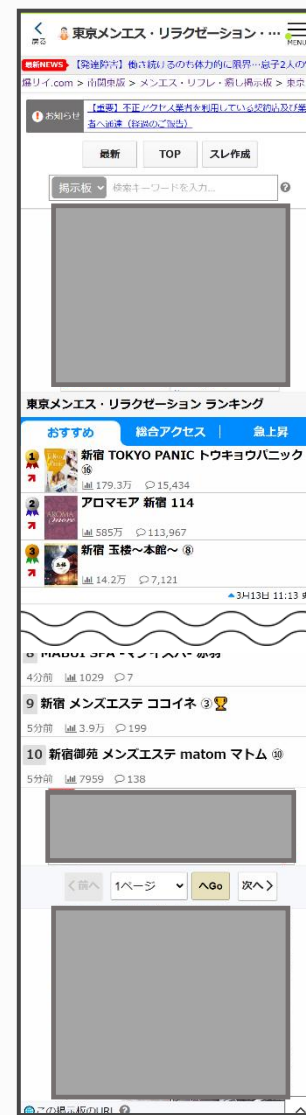 戻る
東京メンエス・リラクゼーション・…
MENU
最新NEWS 【発達障害】働き続けるのも体力的に限界…息子2人の
爆サイ.com > 南関東版 > メンエス・リフレ・癒し掲示板 > 東京
お知らせ 【重要】不正アクセス業者を利用している契約店及び業
者へ通達(経過のご報告)
最新 TOP スレ作成
掲示板 検索キーワードを入力...
東京メンエス・リラクゼーション ランキング
おすすめ 総合アクセス 急上昇
1 新宿 TOKYO PANIC トウキョウパニック
⑯
179.3万 15,434
2 アロマモア 新宿 114
585万 113,967
3 新宿 玉楼~本館~ ⑧
14.2万 7,121
3月13日 11:13
4分前 1029 7
9 新宿 メンズエステ ココイネ ③🏆
5分前 3.9万 199
10 新宿御苑 メンズエステ matom マトム ⑩
5分前 7959 138
<前へ 1ページ へGo 次へ>
この掲示板のURL